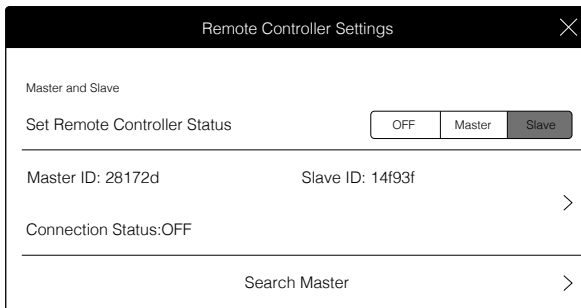 Remote Controller Settings
Master and Slave
Set Remote Controller Status OFF Master Slave
Master ID: 28172d Slave ID: 14f93f
Connection Status:OFF
Search Master